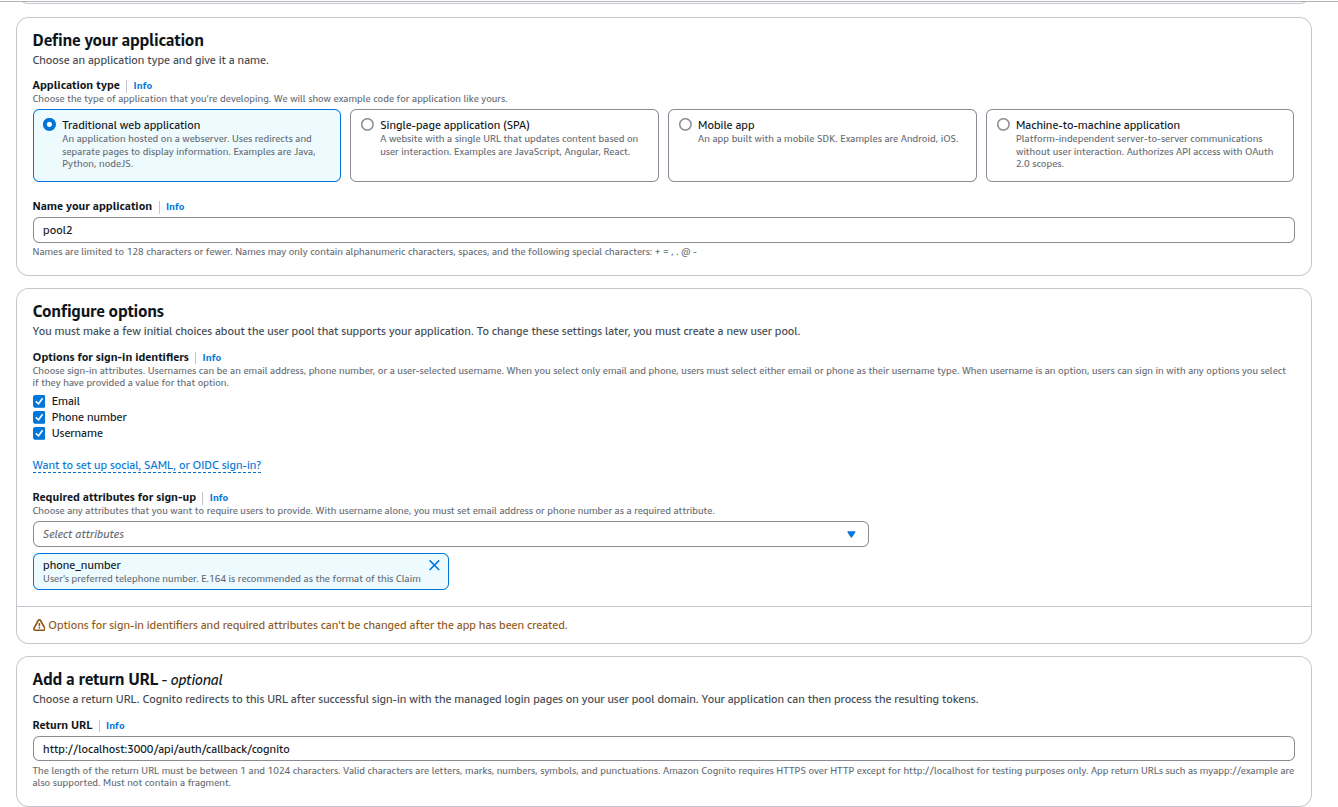 Define your application
Choose an application type and give it a name.
Application type Info
Choose the type of application that you're developing. We will show example code for application like yours.
Traditional web application
An application hosted on a webserver. Uses redirects and
separate pages to display information. Examples are Java,
Python, nodeJS.
Single-page application (SPA)
A website with a single URL that updates content based on
user interaction. Examples are JavaScript, Angular, React.
Mobile app
An app built with a mobile SDK. Examples are Android, iOS.
Machine-to-machine application
Platform-independent server-to-server communications
without user interaction. Authorizes API access with OAuth
2.0 scopes.
Name your application Info
pool2
Names are limited to 128 characters or fewer. Names may only contain alphanumeric characters, spaces, and the following special characters: + = , . @ -
Configure options
You must make a few initial choices about the user pool that supports your application. To change these settings later, you must create a new user pool.
Options for sign-in identifiers Info
Choose sign-in attributes. Usernames can be an email address, phone number, or a user-selected username. When you select only email and phone, users must select either email or phone as their username type. When username is an option, users can sign in with any options you select
if they have provided a value for that option.
Email
Phone number
Username
Want to set up social, SAML, or OIDC sign-in?
Required attributes for sign-up Info
Choose any attributes that you want to require users to provide. With username alone, you must set email address or phone number as a required attribute.
Select attributes
phone_number
User's preferred telephone number. E.164 is recommended as the format of this Claim
Options for sign-in identifiers and required attributes can't be changed after the app has been created.
Add a return URL - optional
Choose a return URL. Cognito redirects to this URL after successful sign-in with the managed login pages on your user pool domain. Your application can then process the resulting tokens.
Return URL Info
http://localhost:3000/api/auth/callback/cognito
The length of the return URL must be between 1 and 1024 characters. Valid characters are letters, marks, numbers, symbols, and punctuations. Amazon Cognito requires HTTPS over HTTP except for http://localhost for testing purposes only. App return URLs such as myapp://example are
also supported. Must not contain a fragment.